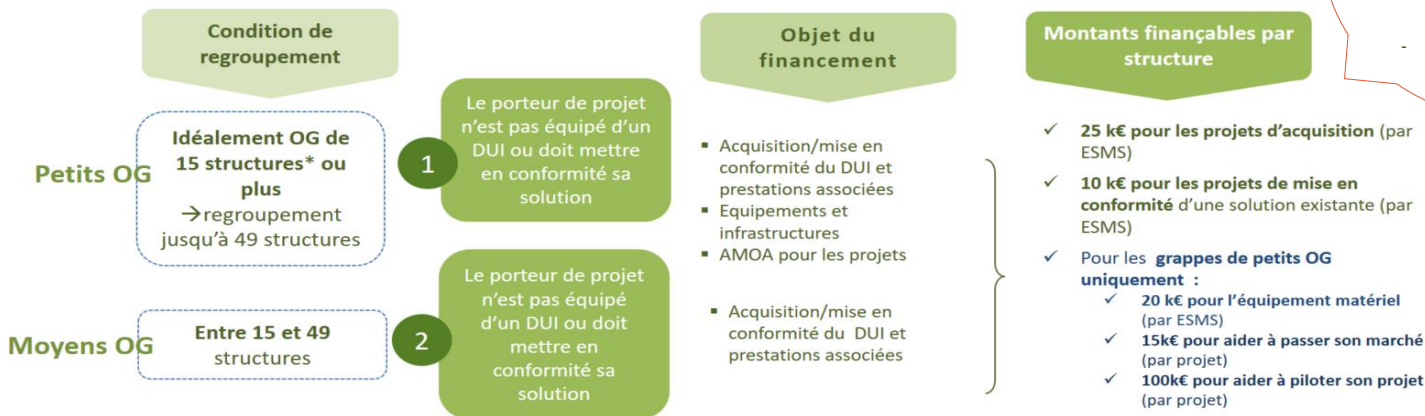 Condition de
regroupement
Objet du
financement
Montants finançables par
structure
-
Petits OG
Idéalement OG de
15 structures* ou
plus
→regroupement
jusqu'à 49 structures
1
Le porteur de projet
n'est pas équipé d'un
DUI ou doit mettre
en conformité sa
solution
▪ Acquisition/mise en
conformité du DUI et
prestations associées
▪ Equipements et
infrastructures
▪ AMOA pour les projets
Moyens OG
Entre 15 et 49
structures
2
Le porteur de projet
n'est pas équipé
d'un DUI ou doit
mettre en
conformité sa
solution
▪ Acquisition/mise en
conformité du DUI et
prestations associées
✓ 25 k€ pour les projets d'acquisition (par
ESMS)
✓ 10 k€ pour les projets de mise en
conformité d'une solution existante (par
ESMS)
✓ Pour les grappes de petits OG
uniquement :
✓ 20 k€ pour l'équipement matériel
(par ESMS)
✓ 15k€ pour aider à passer son marché
(par projet)
✓ 100k€ pour aider à piloter son projet
(par projet)